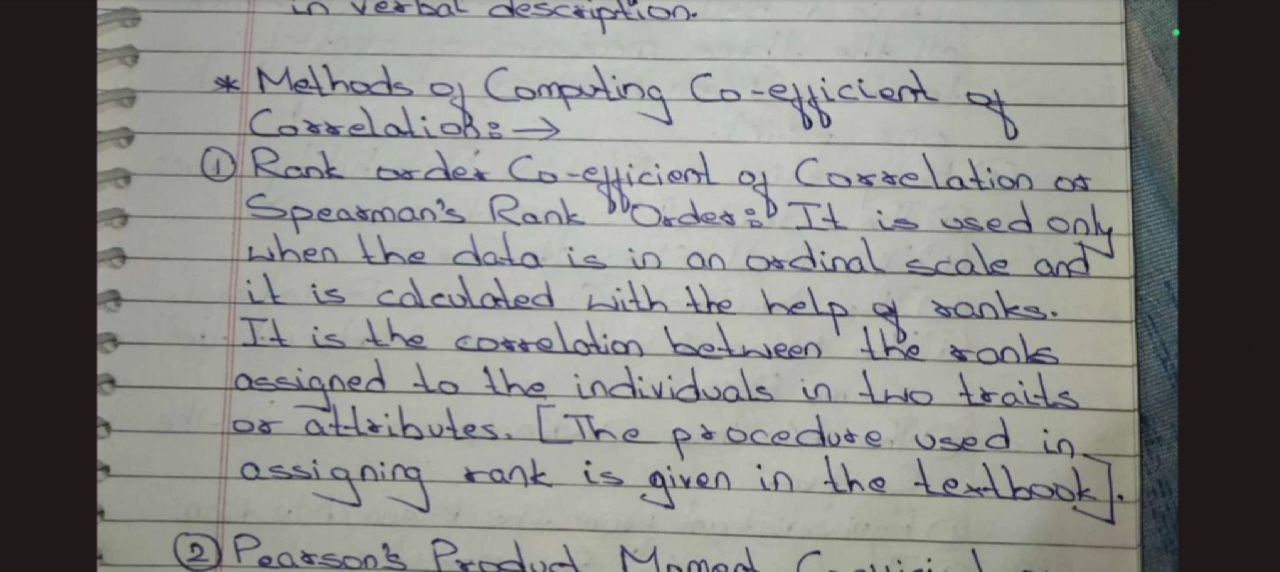 in verbal description.
* Methods of Computing Co-efficient of
Correlation:→
① Rank order Co-efficient of Correlation or
Spearman's Rank Order: It is used only
when the data is in an ordinal scale and
it is calculated with the help of ranks.
It is the correlation between the ranks
assigned to the individuals in two traits
or attributes. [The procedure used in
assigning rank is given in the textbook].
② Pearson's Product Moment